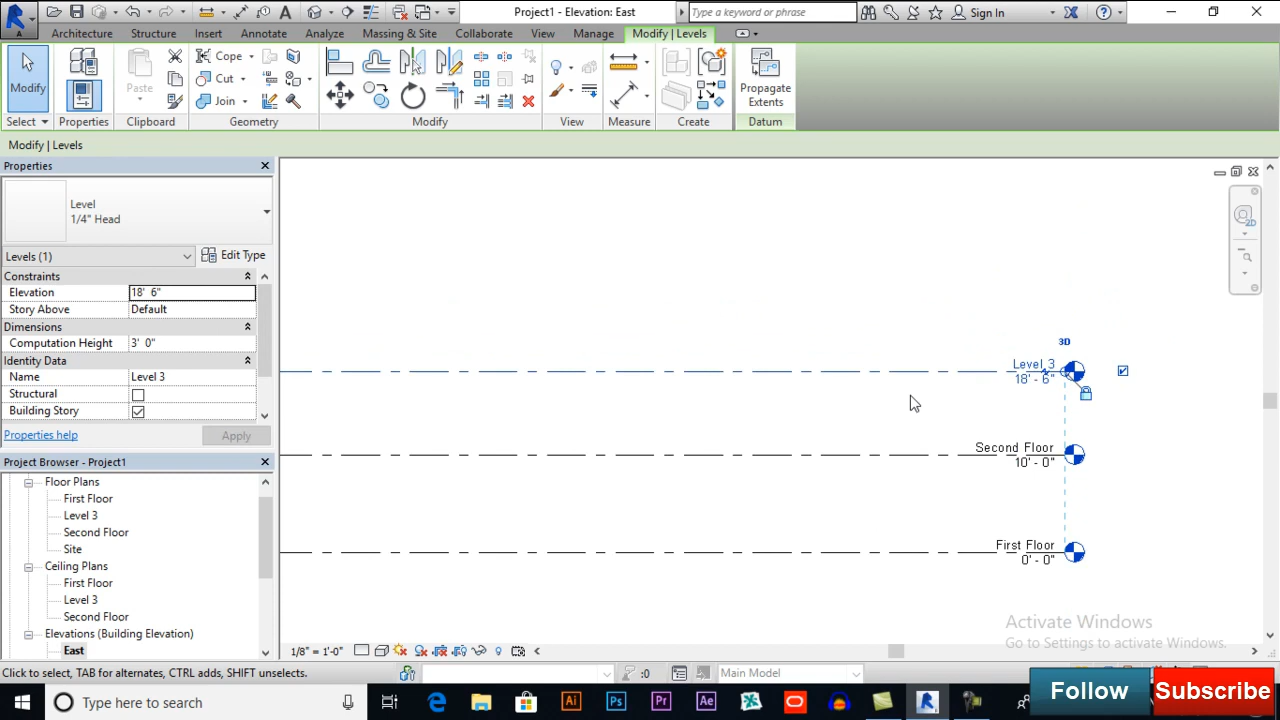 Project1 - Elevation: East
Type a keyword or phrase
Sign In
Architecture Structure Insert Annotate Analyze Massing & Site Collaborate View Manage Modify | Levels
Modify
Paste
Cope
Cut
Join
Propagate
Extents
Select Properties Clipboard Geometry Modify View Measure Create Datum
Modify | Levels
Properties
Level
1/4" Head
Levels (1)
Edit Type
Constraints
Elevation 18' 6"
Story Above Default
Dimensions
Computation Height 3' 0"
Identity Data
Name Level 3
Structural
Building Story
Properties help
Apply
Project Browser - Project1
Floor Plans
First Floor
Level 3
Second Floor
Site
Ceiling Plans
First Floor
Level 3
Second Floor
Elevations (Building Elevation)
East
2D
3D
Level 3
18' - 6"
Second Floor
10' - 0"
First Floor
0' - 0"
Activate Windows
Go to Settings to activate Windows.
1/8" = 1'-0"
Click to select, TAB for alternates, CTRL adds, SHIFT unselects.
:0
Main Model
Type here to search
Ai Ps Pr Ae
Follow
Subscribe